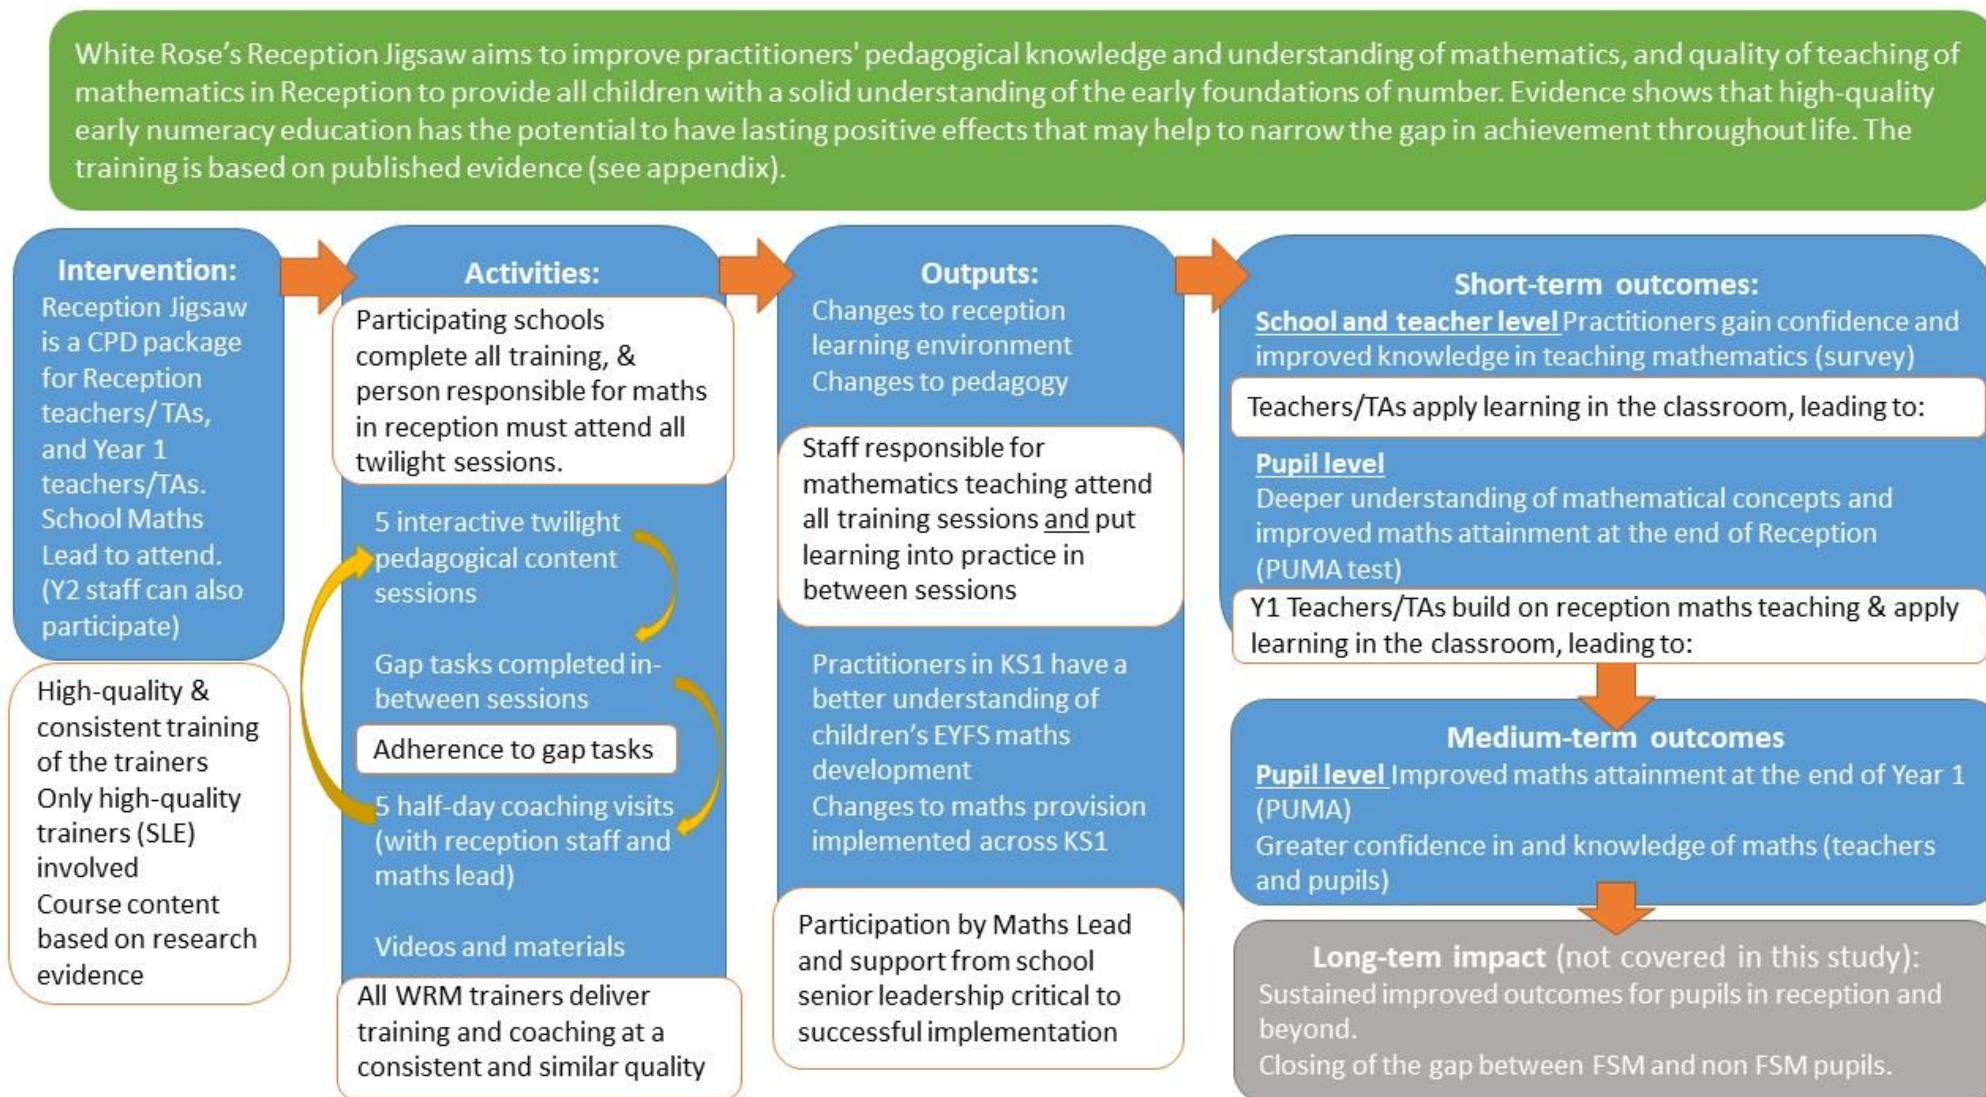 White Rose's Reception Jigsaw aims to improve practitioners' pedagogical knowledge and understanding of mathematics, and quality of teaching of
mathematics in Reception to provide all children with a solid understanding of the early foundations of number. Evidence shows that high-quality
early numeracy education has the potential to have lasting positive effects that may help to narrow the gap in achievement throughout life. The
training is based on published evidence (see appendix).
Intervention:
Reception Jigsaw
is a CPD package
for Reception
teachers/ TAs,
and Year 1
teachers/TAs.
School Maths
Lead to attend.
(Y2 staff can also
participate)
High-quality &
consistent training
of the trainers
Only high-quality
trainers (SLE)
involved
Course content
based on research
evidence
Activities:
Participating schools
complete all training, &
person responsible for maths
in reception must attend all
twilight sessions.
5 interactive twilight
pedagogical content
sessions
Gap tasks completed in-
between sessions
Adherence to gap tasks
5 half-day coaching visits
(with reception staff and
maths lead)
Videos and materials
All WRM trainers deliver
training and coaching at a
consistent and similar quality
Outputs:
Changes to reception
learning environment
Changes to pedagogy
Staff responsible for
mathematics teaching attend
all training sessions and put
learning into practice in
between sessions
Practitioners in KS1 have a
better understanding of
children's EYFS maths
development
Changes to maths provision
implemented across KS1
Participation by Maths Lead
and support from school
senior leadership critical to
successful implementation
Short-term outcomes:
School and teacher level Practitioners gain confidence and
improved knowledge in teaching mathematics (survey)
Teachers/TAs apply learning in the classroom, leading to:
Pupil level
Deeper understanding of mathematical concepts and
improved maths attainment at the end of Reception
(PUMA test)
Y1 Teachers/TAs build on reception maths teaching & apply
learning in the classroom, leading to:
Medium-term outcomes
Pupil level Improved maths attainment at the end of Year 1
(PUMA)
Greater confidence in and knowledge of maths (teachers
and pupils)
Long-tem impact (not covered in this study):
Sustained improved outcomes for pupils in reception and
beyond.
Closing of the gap between FSM and non FSM pupils.